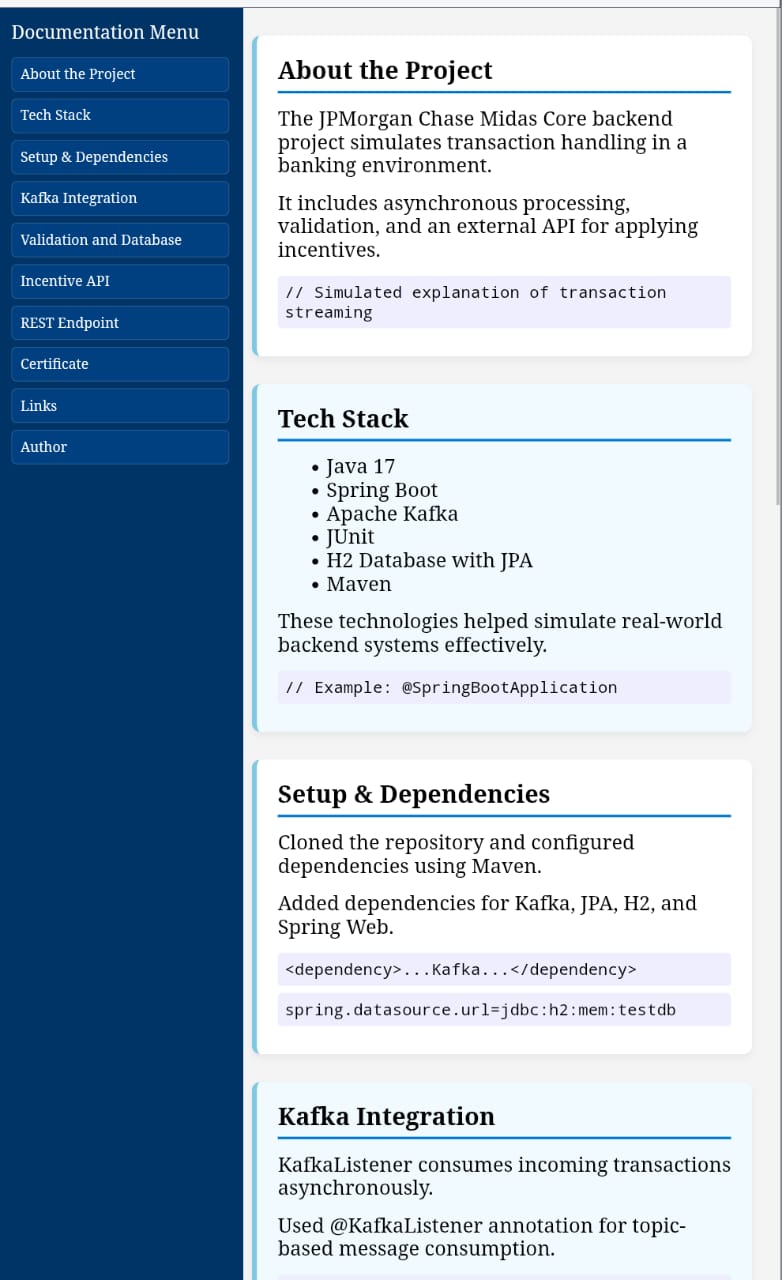 Documentation Menu
About the Project
Tech Stack
Setup & Dependencies
Kafka Integration
Validation and Database
Incentive API
REST Endpoint
Certificate
Links
Author
About the Project
The JPMorgan Chase Midas Core backend
project simulates transaction handling in a
banking environment.
It includes asynchronous processing,
validation, and an external API for applying
incentives.
// Simulated explanation of transaction
streaming
Tech Stack
• Java 17
• Spring Boot
• Apache Kafka
• JUnit
• H2 Database with JPA
• Maven
These technologies helped simulate real-world
backend systems effectively.
// Example: @SpringBootApplication
Setup & Dependencies
Cloned the repository and configured
dependencies using Maven.
Added dependencies for Kafka, JPA, H2, and
Spring Web.
<dependency>...Kafka...</dependency>
spring.datasource.url=jdbc:h2:mem:testdb
Kafka Integration
KafkaListener consumes incoming transactions
asynchronously.
Used @KafkaListener annotation for topic-
based message consumption.